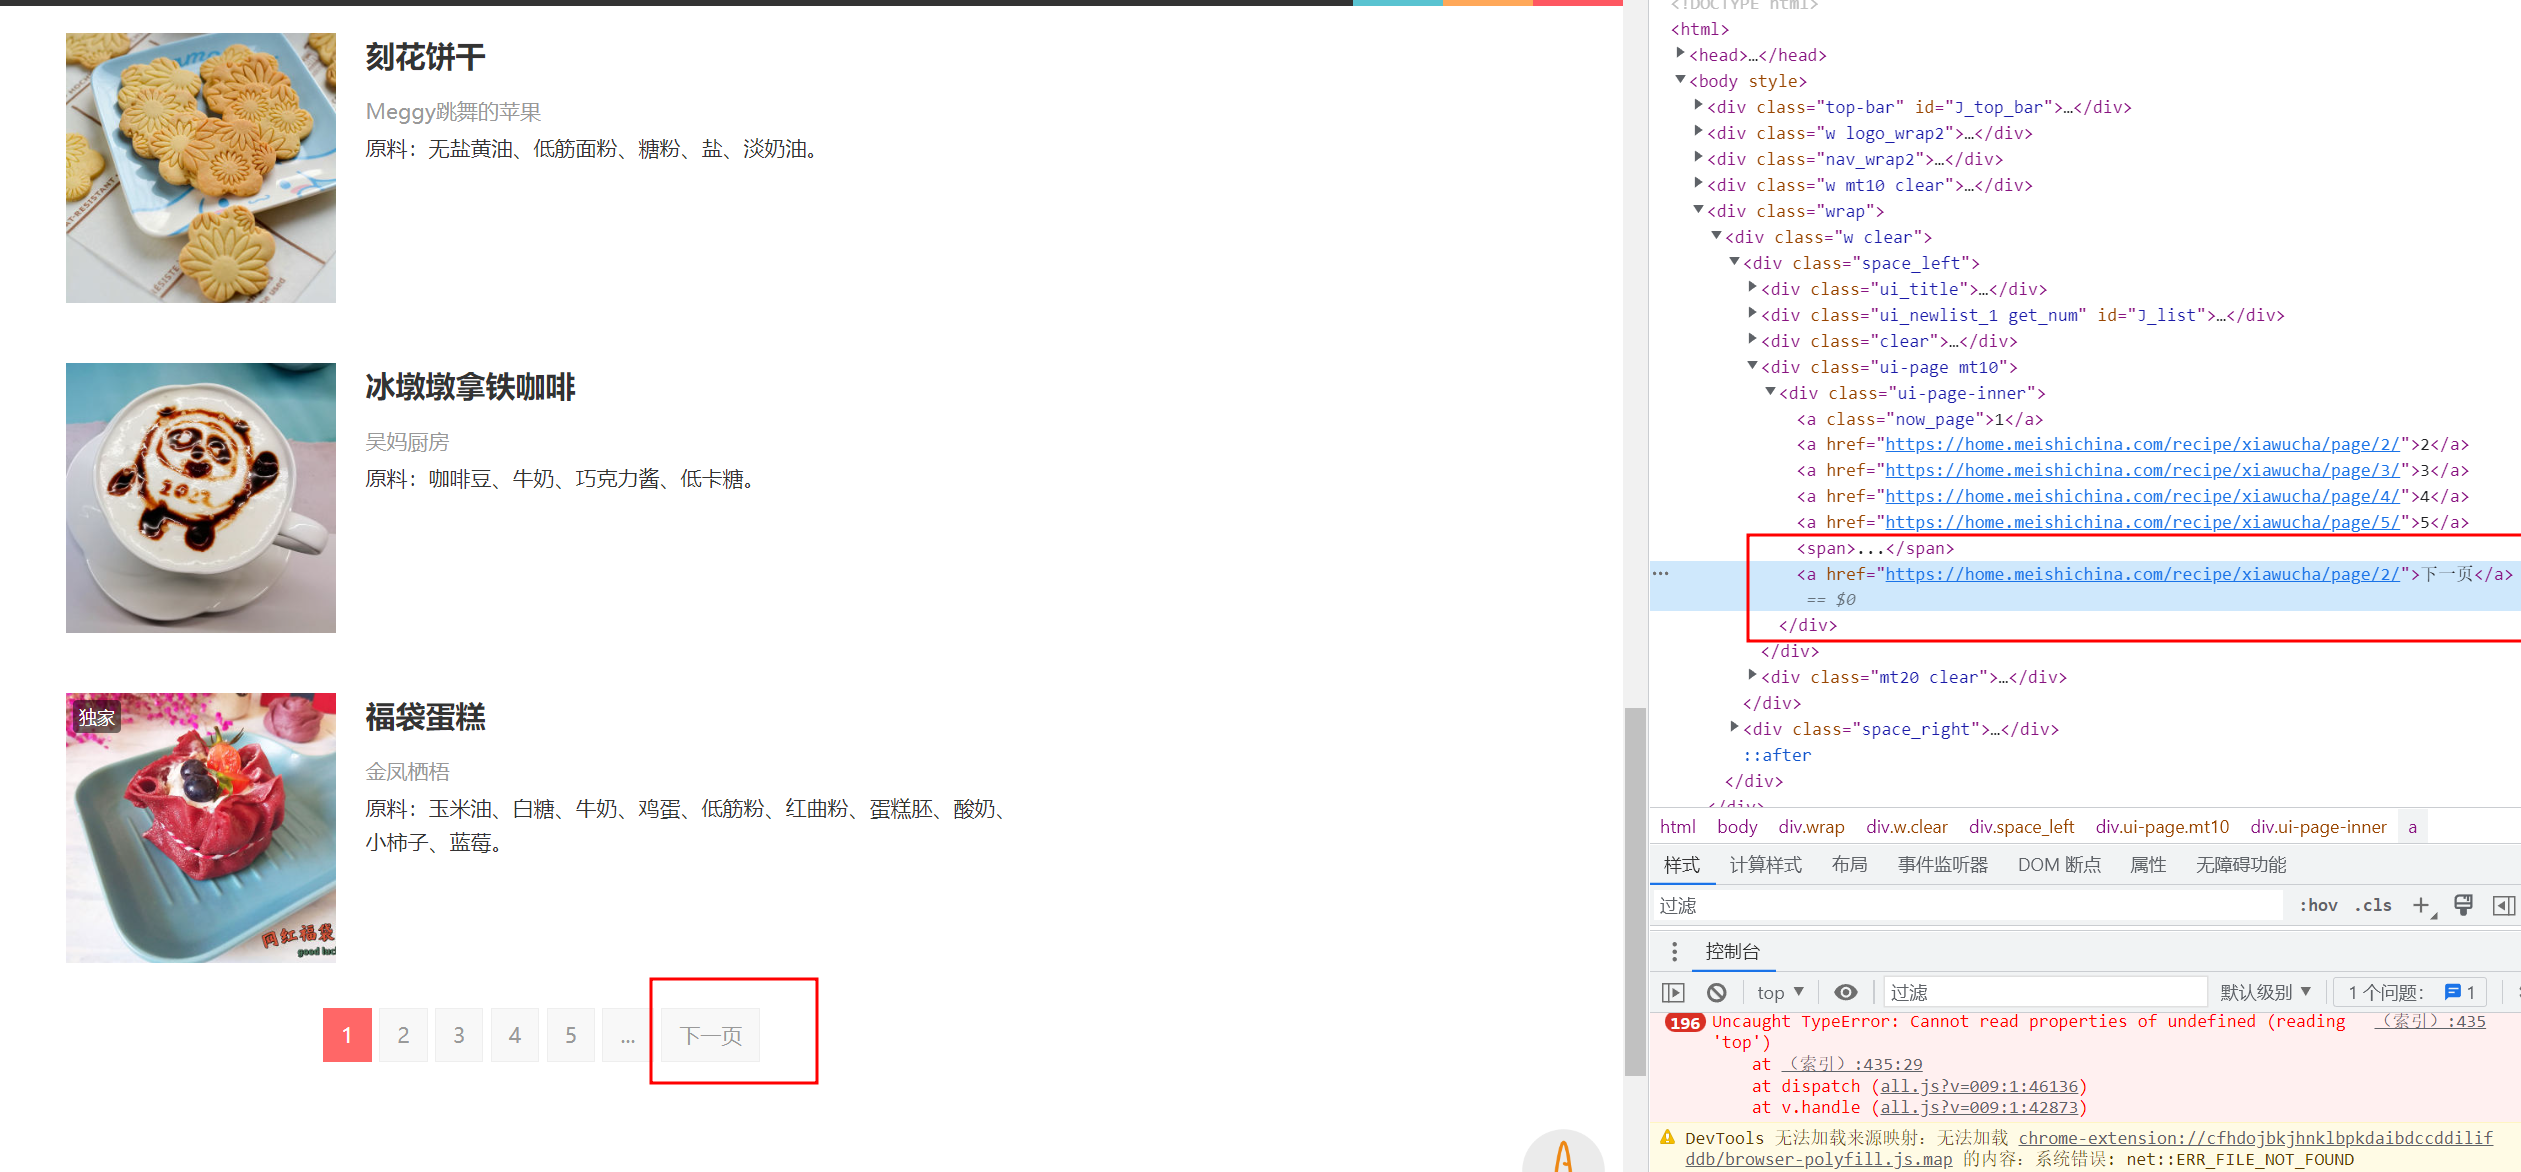 刻花饼干
Meggy跳舞的苹果
原料：无盐黄油、低筋面粉、糖粉、盐、淡奶油。
冰墩墩拿铁咖啡
吴妈厨房
原料：咖啡豆、牛奶、巧克力酱、低卡糖。
独家
网红福袋
福袋蛋糕
金凤栖梧
原料：玉米油、白糖、牛奶、鸡蛋、低筋粉、红曲粉、蛋糕胚、酸奶、
小柿子、蓝莓。
1 2 3 4 5 ... 下一页
<!DOCTYPE html>
<html>
<head>…</head>
<body style>
<div class="top-bar" id="J_top_bar">…</div>
<div class="w logo_wrap2">…</div>
<div class="nav_wrap2">…</div>
<div class="w mt10 clear">…</div>
<div class="wrap">
<div class="w clear">
<div class="space_left">
<div class="ui_title">…</div>
<div class="ui_newlist_1 get_num" id="J_list">…</div>
<div class="clear">…</div>
<div class="ui-page mt10">
<div class="ui-page-inner">
<a class="now_page">1</a>
<a href="https://home.meishichina.com/recipe/xiawucha/page/2/">2</a>
<a href="https://home.meishichina.com/recipe/xiawucha/page/3/">3</a>
<a href="https://home.meishichina.com/recipe/xiawucha/page/4/">4</a>
<a href="https://home.meishichina.com/recipe/xiawucha/page/5/">5</a>
<span>...</span>
<a href="https://home.meishichina.com/recipe/xiawucha/page/2/">下一页</a>
== $0
</div>
</div>
<div class="mt20 clear">…</div>
</div>
<div class="space_right">…</div>
::after
</div>
</div>
html body div.wrap div.w.clear div.space_left div.ui-page.mt10 div.ui-page-inner a
样式 计算样式 布局 事件监听器 DOM 断点 属性 无障碍功能
过滤 :hov .cls
控制台
top 过滤 默认级别 1 个问题： 1
196 Uncaught TypeError: Cannot read properties of undefined (reading （索引）:435
'top')
at （索引）:435:29
at dispatch (all.js?v=009:1:46136)
at v.handle (all.js?v=009:1:42873)
DevTools 无法加载来源映射：无法加载 chrome-extension://cfhdojbkjhnklbpkdaibdccddilif
ddb/browser-polyfill.js.map 的内容：系统错误: net::ERR_FILE_NOT_FOUND